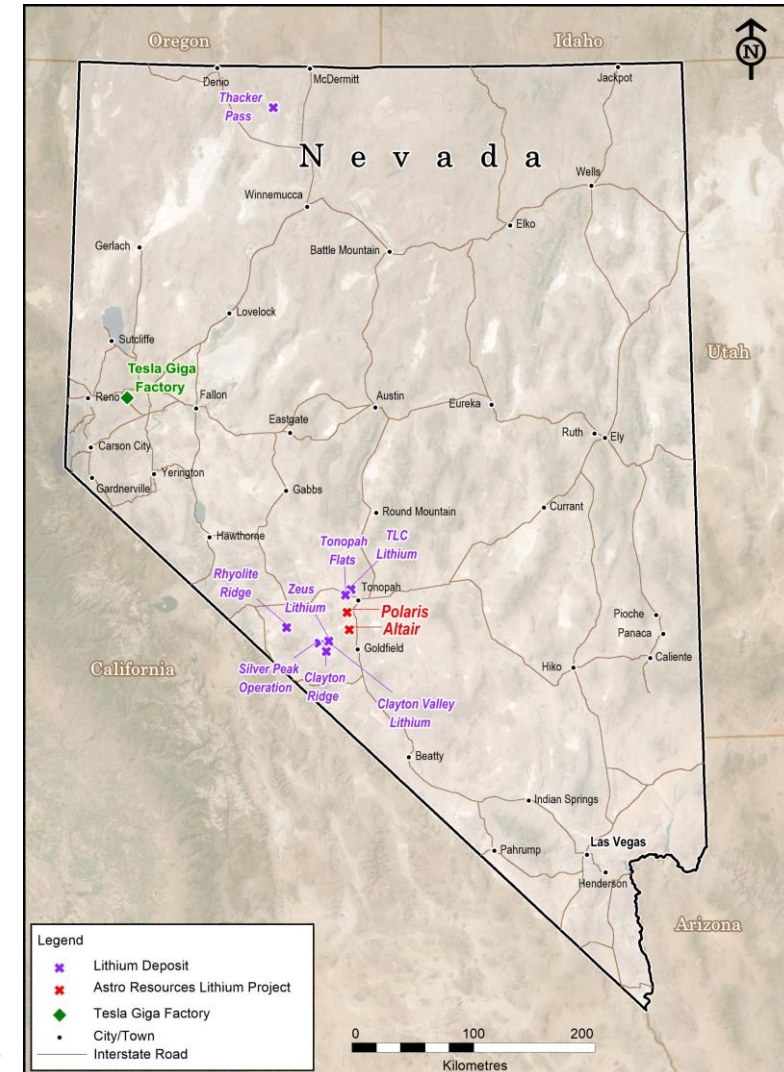 Oregon
Idaho
N
Denio
McDermitt
Jackpot
Thacker
Pass
Nevada
Wells
Winnemucca
Elko
Gerlach
Battle Mountain
Lovelock
Sutcliffe
Utah
Tesla Giga
Factory
Reno
Fallon
Austin
Eureka
Eastgate
Ruth
Ely
Carson City
Yerington
Gardnerville
Gabbs
Round Mountain
Currant
Hawthorne
Tonopah
Flats
TLC
Lithium
Rhyolite
Ridge
Zeus
Lithium
Tonopah
Polaris
Altair
Pioche
Panaca
Caliente
Goldfield
California
Silver Peak
Operation
Clayton
Ridge
Clayton Valley
Lithium
Hiko
Beatty
Indian Springs
Pahrump
Las Vegas
Henderson
Arizona
Legend
Lithium Deposit
Astro Resources Lithium Project
Tesla Giga Factory
City/Town
Interstate Road
0 100 200
Kilometres